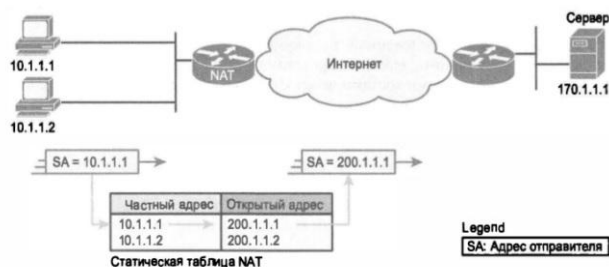 Сервер
10.1.1.1
NAT
Интернет
170.1.1.1
10.1.1.2
SA = 10.1.1.1
SA = 200.1.1.1
Частный адрес Открытый адрес
10.1.1.1 200.1.1.1
10.1.1.2 200.1.1.2
Статическая таблица NAT
Legend
SA: Адрес отправителя